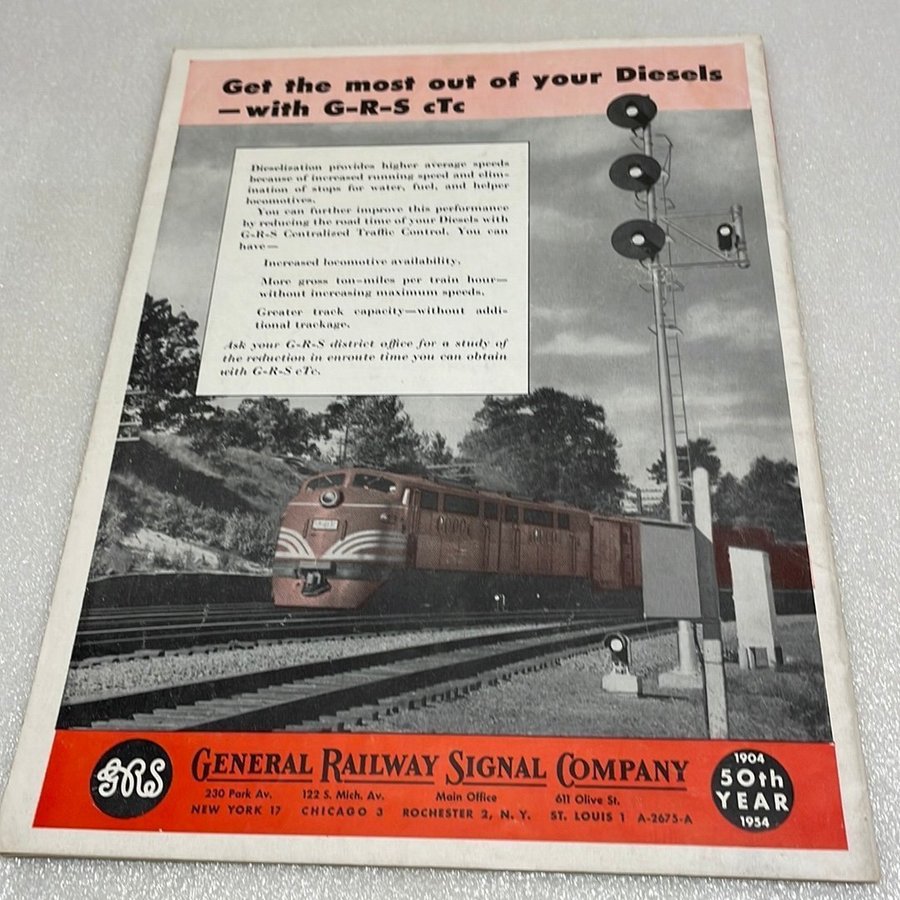 Get the most out of your Diesels
—with G-R-S cTc
Dieselization provides higher average speeds
because of increased running speed and elim-
ination of stops for water, fuel, and helper
locomotives.
You can further improve this performance
by reducing the road time of your Diesels with
G-R-S Centralized Traffic Control. You can
have—
Increased locomotive availability.
More gross ton-miles per train hour—
without increasing maximum speeds.
Greater track capacity—without addi-
tional trackage.
Ask your G-R-S district office for a study of
the reduction in enroute time you can obtain
with G-R-S cTc.
GRS
GENERAL RAILWAY SIGNAL COMPANY
230 Park Av. 122 S. Mich. Av. Main Office 611 Olive St.
NEW YORK 17 CHICAGO 3 ROCHESTER 2, N. Y. ST. LOUIS 1 A-2675-A
1904
50th
YEAR
1954